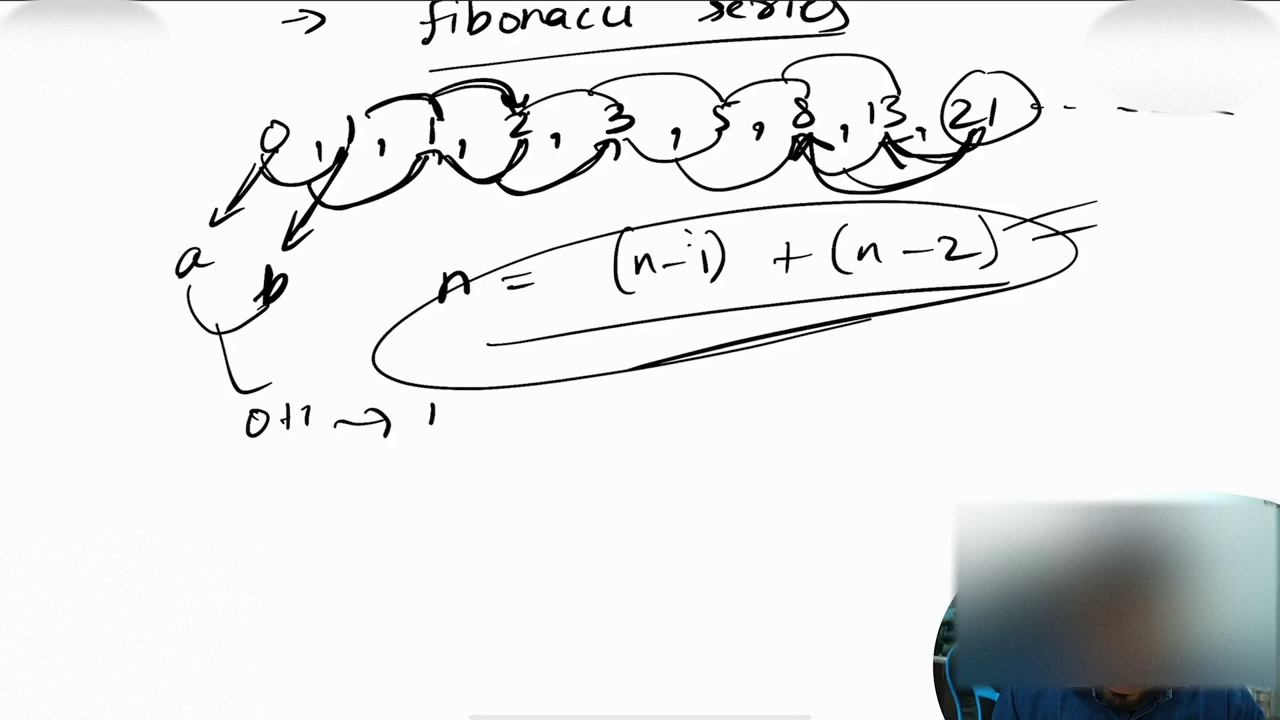 → fibonacci series
0, 1, 1, 2, 3, 5, 8, 13, 21 - - - - -
a b
n = (n-1) + (n-2)
0+1 → 1